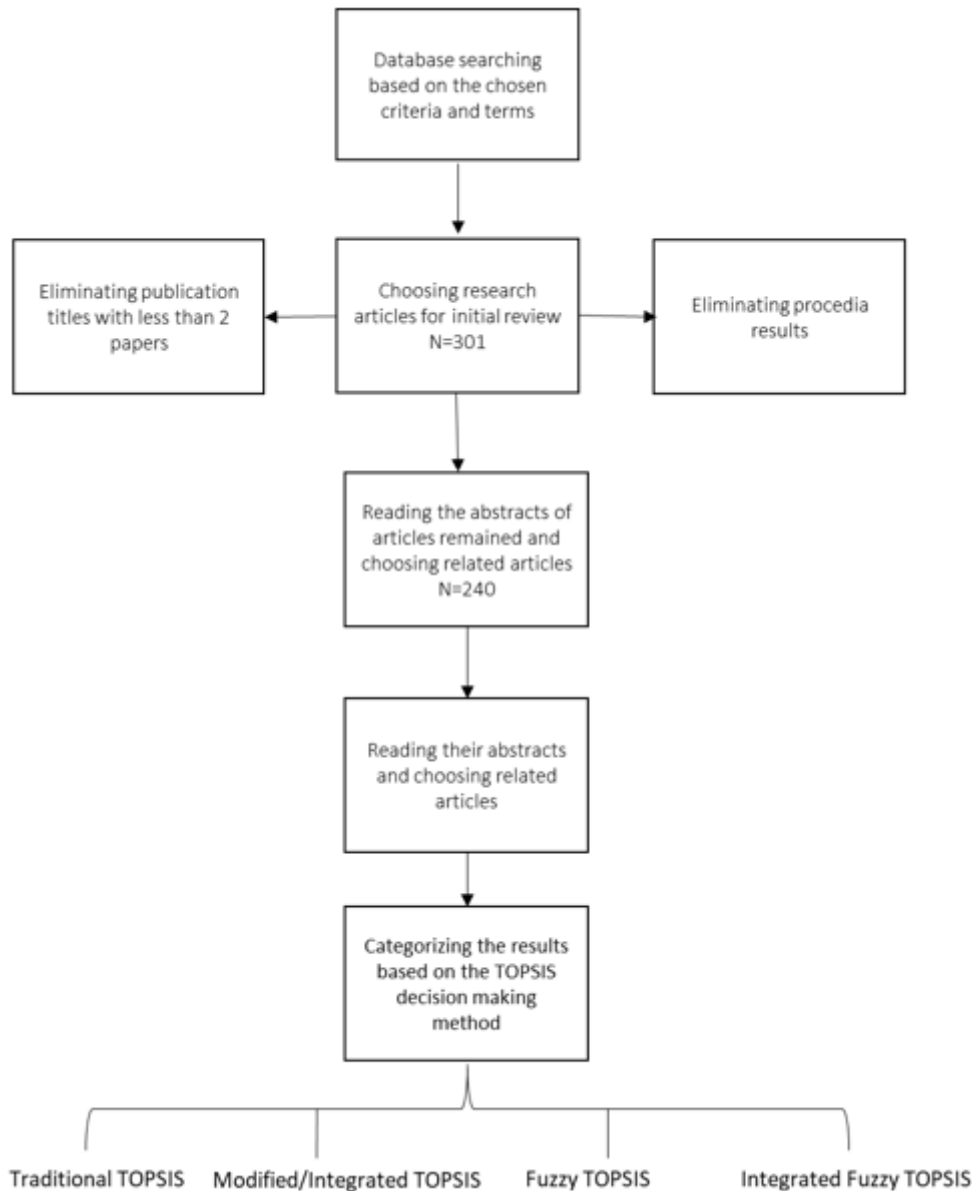 Database searching
based on the chosen
criteria and terms
Eliminating publication
titles with less than 2
papers
Choosing research
articles for initial review
N=301
Eliminating procedia
results
Reading the abstracts of
articles remained and
choosing related articles
N=240
Reading their abstracts
and choosing related
articles
Categorizing the results
based on the TOPSIS
decision making
method
Traditional TOPSIS
Modified/Integrated TOPSIS
Fuzzy TOPSIS
Integrated Fuzzy TOPSIS